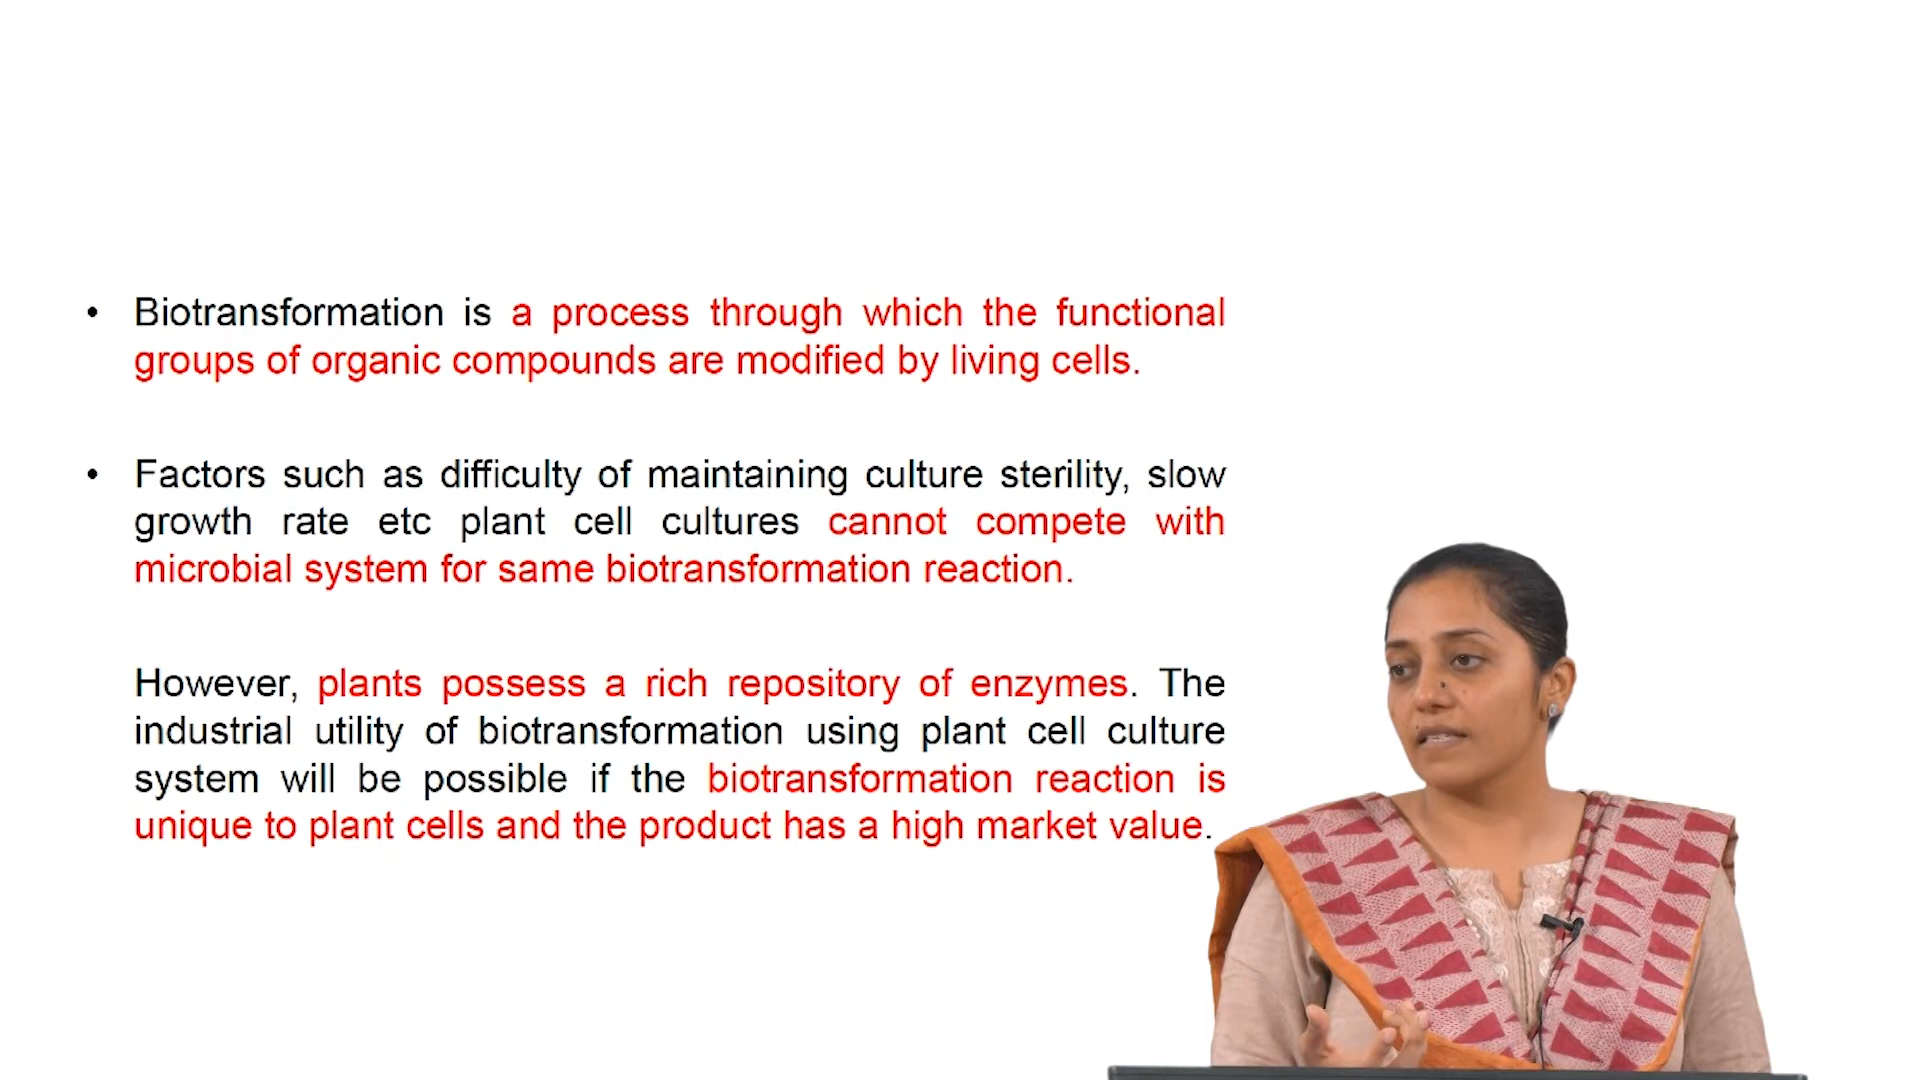 • Biotransformation is a process through which the functional
groups of organic compounds are modified by living cells.
• Factors such as difficulty of maintaining culture sterility, slow
growth rate etc plant cell cultures cannot compete with
microbial system for same biotransformation reaction.
However, plants possess a rich repository of enzymes. The
industrial utility of biotransformation using plant cell culture
system will be possible if the biotransformation reaction is
unique to plant cells and the product has a high market value.